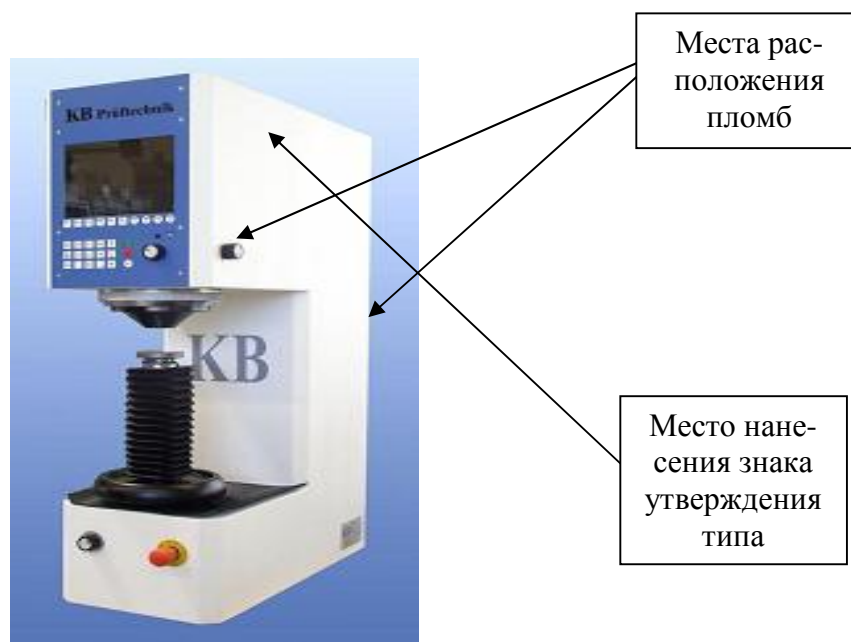 Места рас-
положения
пломб
KB Prüftechnik
KB
Место нане-
сения знака
утверждения
типа